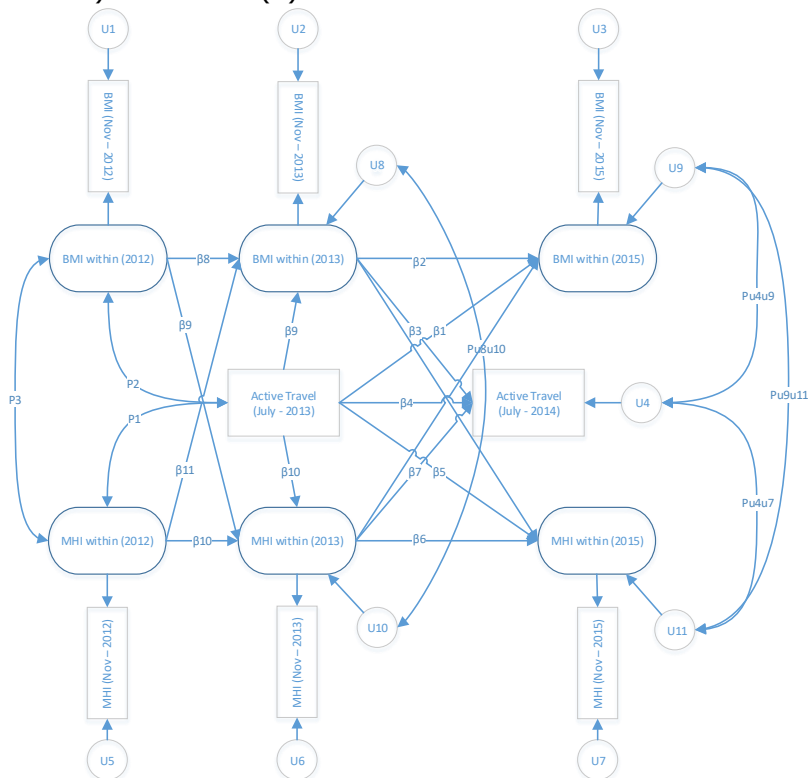 U1
U2
U3
BMI (Nov – 2012)
BMI (Nov – 2013)
BMI (Nov – 2015)
U8
U9
BMI within (2012)
β8
BMI within (2013)
β2
BMI within (2015)
Pu4u9
β9
β9
β3
β1
Pu8u10
P2
P3
Active Travel
(July - 2013)
β4
Active Travel
(July - 2014)
U4
Pu9u11
P1
β11
β10
β7
β5
Pu4u7
MHI within (2012)
β10
MHI within (2013)
β6
MHI within (2015)
U10
U11
MHI (Nov – 2012)
MHI (Nov – 2013)
MHI (Nov – 2015)
U5
U6
U7